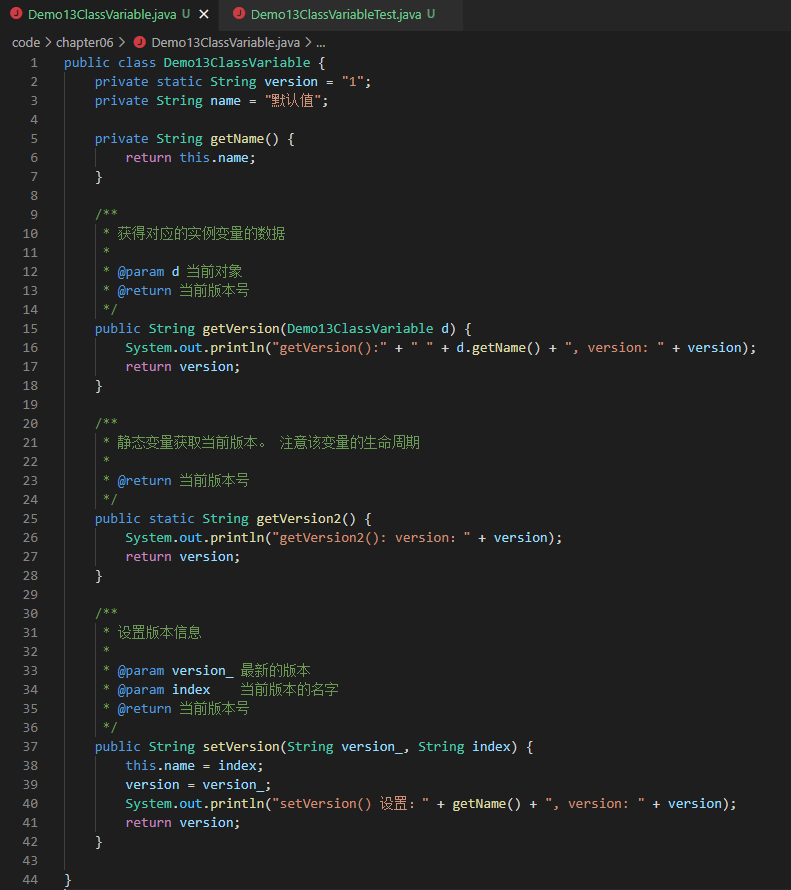 Demo13ClassVariable.java U
Demo13ClassVariableTest.java U
code > chapter06 > Demo13ClassVariable.java > ...
1 public class Demo13ClassVariable {
2     private static String version = "1";
3     private String name = "默认值";
4
5     private String getName() {
6         return this.name;
7     }
8
9     /**
10      * 获得对应的实例变量的数据
11      *
12      * @param d 当前对象
13      * @return 当前版本号
14      */
15     public String getVersion(Demo13ClassVariable d) {
16         System.out.println("getVersion():" + " " + d.getName() + ", version: " + version);
17         return version;
18     }
19
20     /**
21      * 静态变量获取当前版本。 注意该变量的生命周期
22      *
23      * @return 当前版本号
24      */
25     public static String getVersion2() {
26         System.out.println("getVersion2(): version: " + version);
27         return version;
28     }
29
30     /**
31      * 设置版本信息
32      *
33      * @param version_ 最新的版本
34      * @param index    当前版本的名字
35      * @return 当前版本号
36      */
37     public String setVersion(String version_, String index) {
38         this.name = index;
39         version = version_;
40         System.out.println("setVersion() 设置: " + getName() + ", version: " + version);
41         return version;
42     }
43
44 }